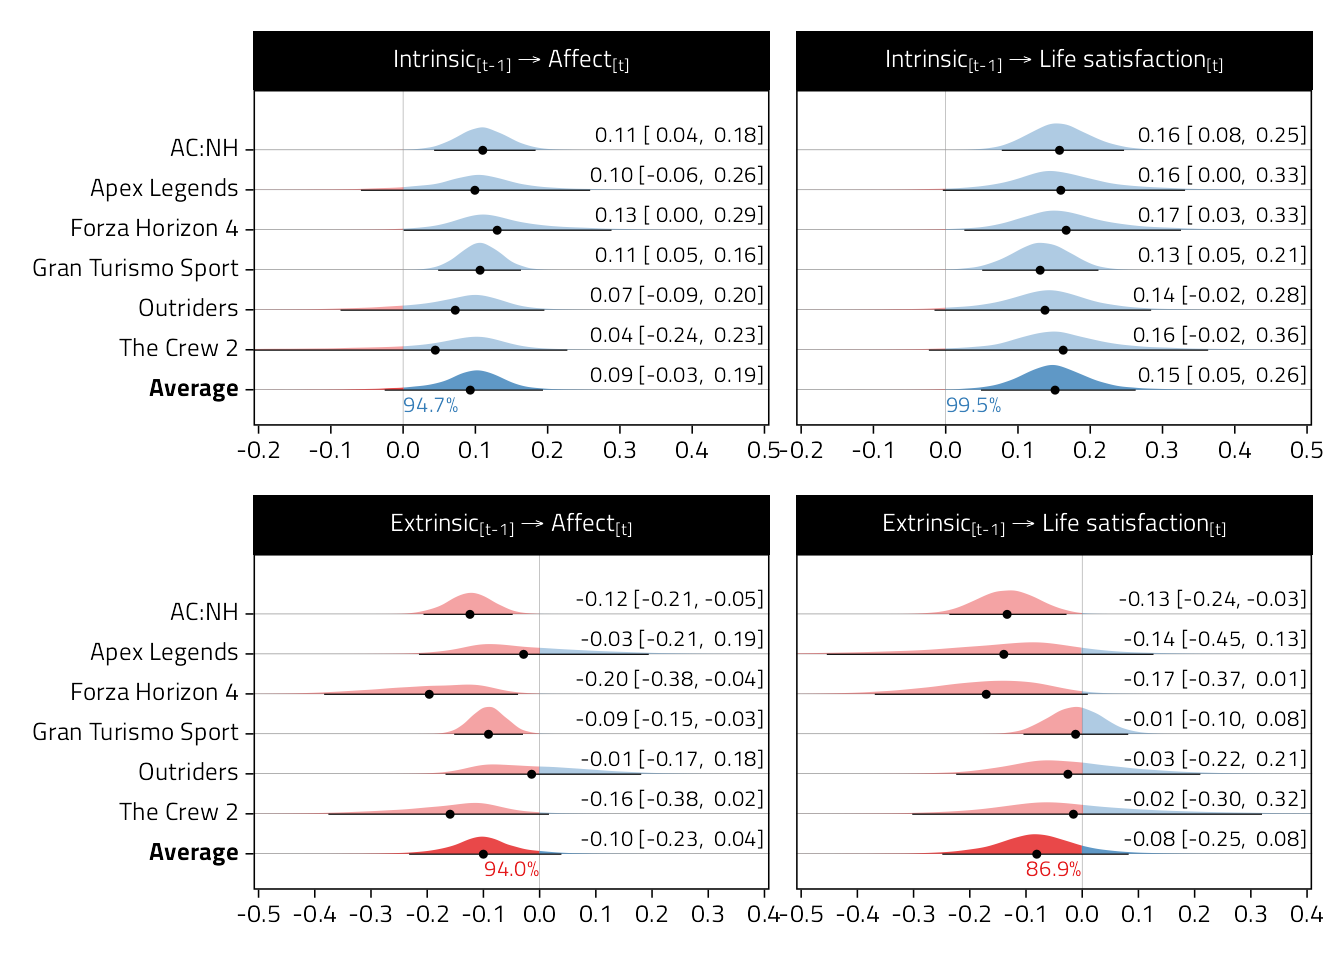 Intrinsic[t-1] → Affect[t]
Intrinsic[t-1] → Life satisfaction[t]
AC:NH 0.11 [ 0.04, 0.18] 0.16 [ 0.08, 0.25]
Apex Legends 0.10 [-0.06, 0.26] 0.16 [ 0.00, 0.33]
Forza Horizon 4 0.13 [ 0.00, 0.29] 0.17 [ 0.03, 0.33]
Gran Turismo Sport 0.11 [ 0.05, 0.16] 0.13 [ 0.05, 0.21]
Outriders 0.07 [-0.09, 0.20] 0.14 [-0.02, 0.28]
The Crew 2 0.04 [-0.24, 0.23] 0.16 [-0.02, 0.36]
Average 0.09 [-0.03, 0.19] 0.15 [ 0.05, 0.26]
94.7% 99.5%
-0.2 -0.1 0.0 0.1 0.2 0.3 0.4 0.5 -0.2 -0.1 0.0 0.1 0.2 0.3 0.4 0.5
Extrinsic[t-1] → Affect[t]
Extrinsic[t-1] → Life satisfaction[t]
AC:NH -0.12 [-0.21, -0.05] -0.13 [-0.24, -0.03]
Apex Legends -0.03 [-0.21, 0.19] -0.14 [-0.45, 0.13]
Forza Horizon 4 -0.20 [-0.38, -0.04] -0.17 [-0.37, 0.01]
Gran Turismo Sport -0.09 [-0.15, -0.03] -0.01 [-0.10, 0.08]
Outriders -0.01 [-0.17, 0.18] -0.03 [-0.22, 0.21]
The Crew 2 -0.16 [-0.38, 0.02] -0.02 [-0.30, 0.32]
Average -0.10 [-0.23, 0.04] -0.08 [-0.25, 0.08]
94.0% 86.9%
-0.5 -0.4 -0.3 -0.2 -0.1 0.0 0.1 0.2 0.3 0.4 -0.5 -0.4 -0.3 -0.2 -0.1 0.0 0.1 0.2 0.3 0.4